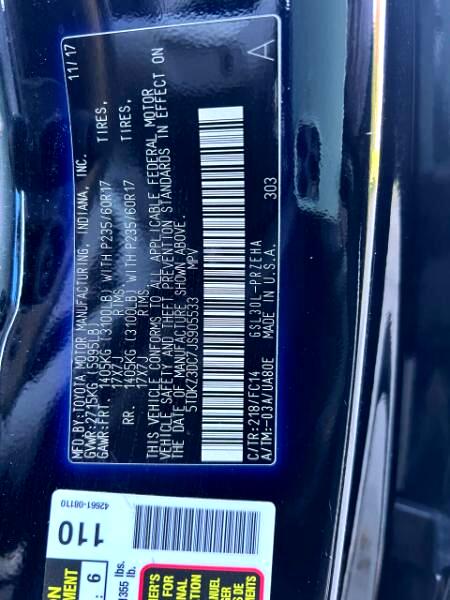 MFD.BY:TOYOTA MOTOR MANUFACTURING, INDIANA, INC. 11/17
GVWR:2715KG (5995LB)
GAWR:FRT. 1405KG (3100LB) WITH P235/60R17 TIRES,
17X7J RIMS.
RR. 1405KG (3100LB) WITH P235/60R17 TIRES,
17X7J RIMS.
THIS VEHICLE CONFORMS TO ALL APPLICABLE FEDERAL MOTOR
VEHICLE SAFETY AND THEFT PREVENTION STANDARDS IN EFFECT ON
THE DATE OF MANUFACTURE SHOWN ABOVE.
5TDKZ3DC7JS905533 MPV
A
C/TR:218/FC14 GSL30L-PRZEHA
A/TM:-03A/UA80E MADE IN U.S.A. 303
42661-08110
110
6
355 lb.